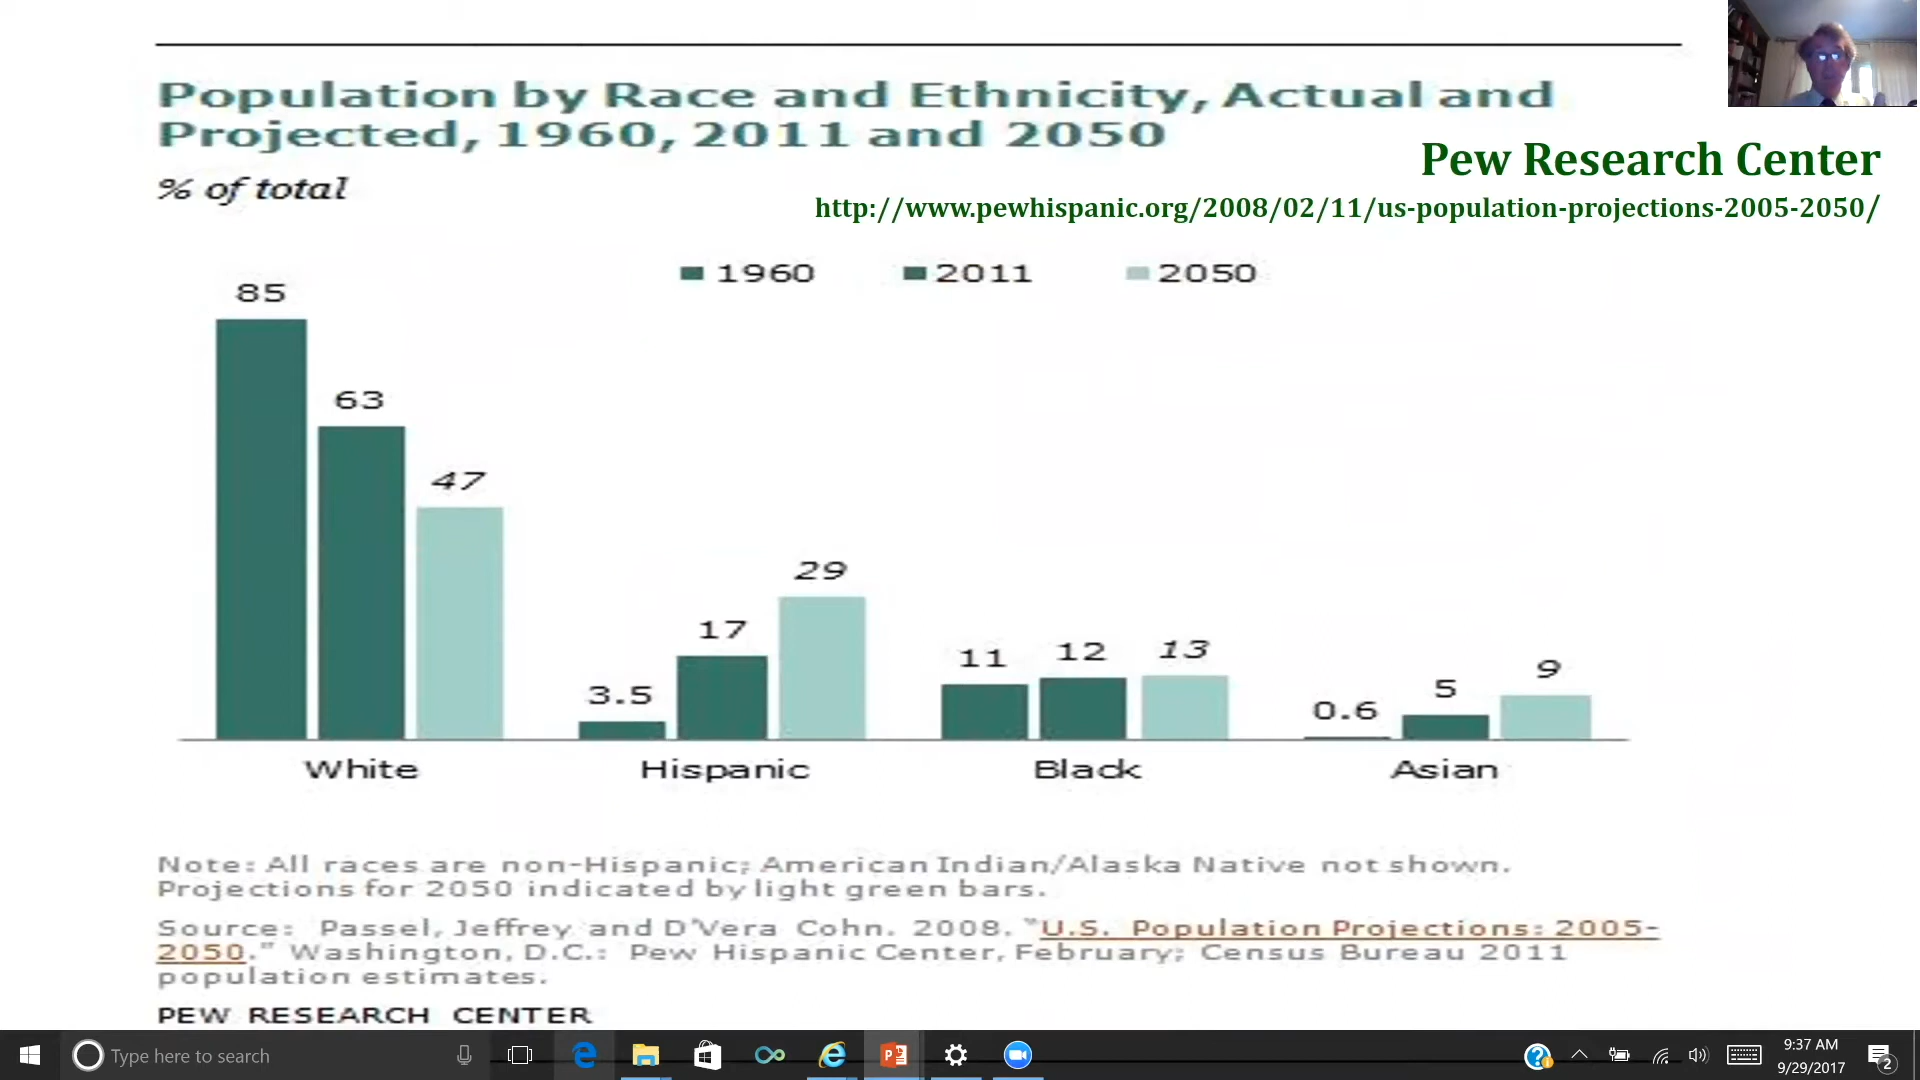 Population by Race and Ethnicity, Actual and
Projected, 1960, 2011 and 2050
% of total
Pew Research Center
http://www.pewhispanic.org/2008/02/11/us-population-projections-2005-2050/
1960 2011 2050
85 63 47
3.5 17 29
11 12 13
0.6 5 9
White Hispanic Black Asian
Note: All races are non-Hispanic; American Indian/Alaska Native not shown.
Projections for 2050 indicated by light green bars.
Source: Passel, Jeffrey and D'Vera Cohn. 2008. "U.S. Population Projections: 2005-
2050." Washington, D.C.: Pew Hispanic Center, February; Census Bureau 2011
population estimates.
PEW RESEARCH CENTER
Type here to search
9:37 AM
9/29/2017
2